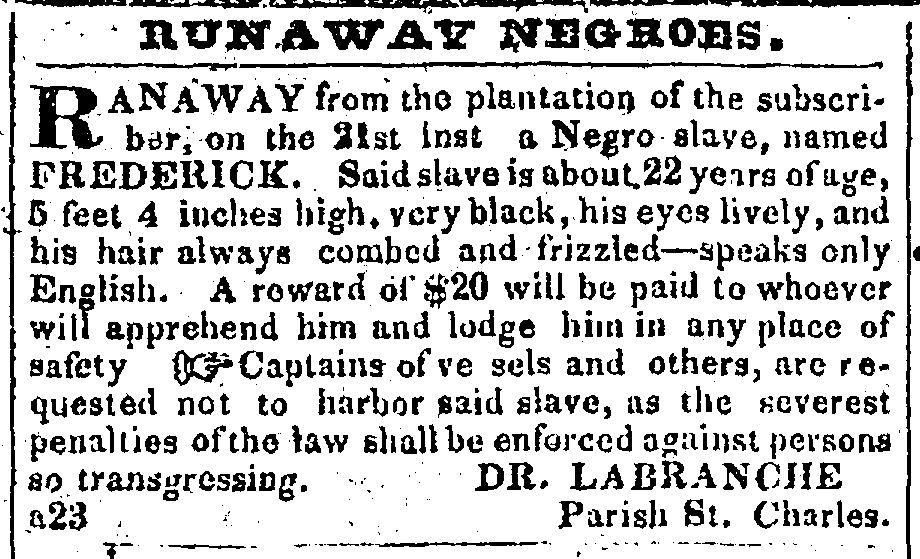 RUNAWAY NEGROES.
RANAWAY from the plantation of the subscri-
ber, on the 21st inst a Negro slave, named
FREDERICK. Said slave is about 22 years of age,
5 feet 4 inches high, very black, his eyes lively, and
his hair always combed and frizzled—speaks only
English. A reward of $20 will be paid to whoever
will apprehend him and lodge him in any place of
safety ☞ Captains of ve sels and others, are re-
quested not to harbor said slave, as the severest
penalties of the law shall be enforced against persons
so transgressing. DR. LABRANCHE
a23 Parish St. Charles.